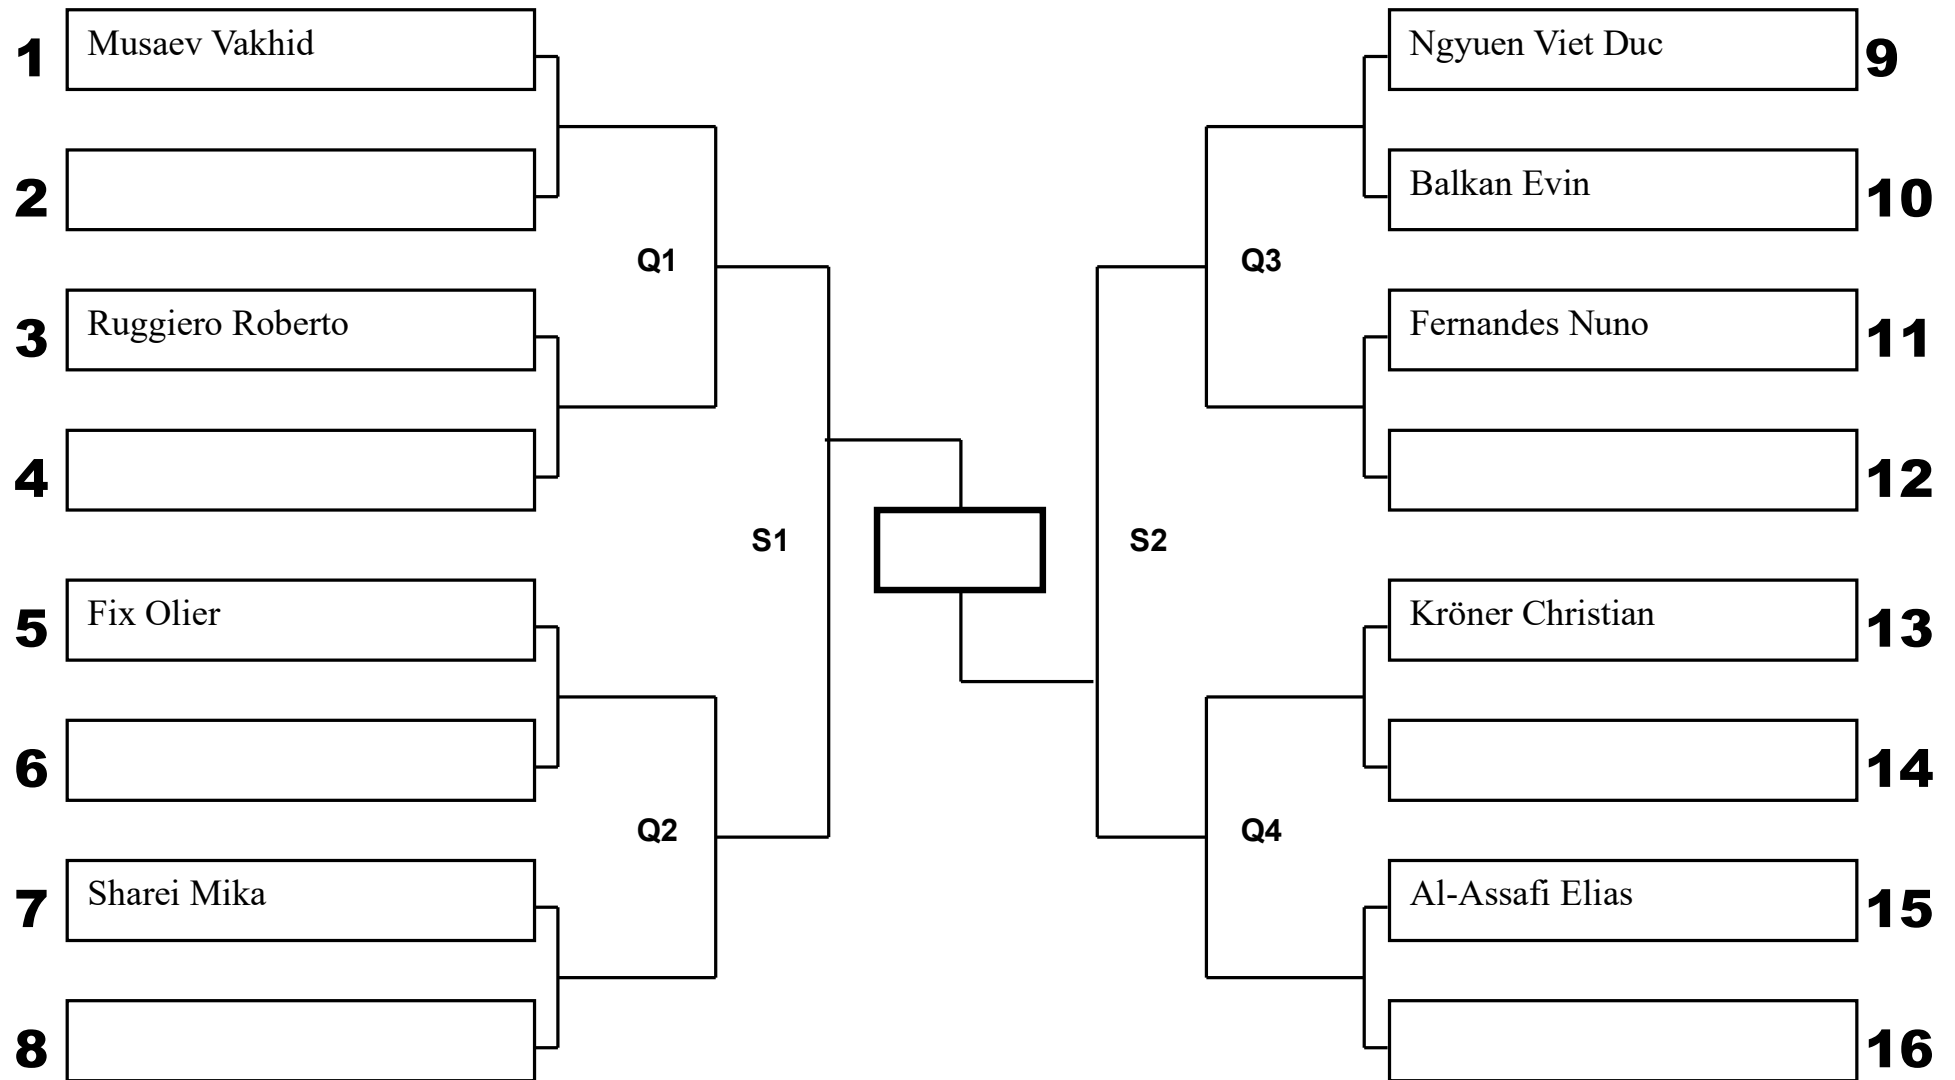 1 Musaev Vakhid
2
Q1
3 Ruggiero Roberto
4
S1
5 Fix Olier
6
Q2
7 Sharei Mika
8
Ngyuen Viet Duc 9
Balkan Evin 10
Q3
Fernandes Nuno 11
12
S2
Kröner Christian 13
14
Q4
Al-Assafi Elias 15
16